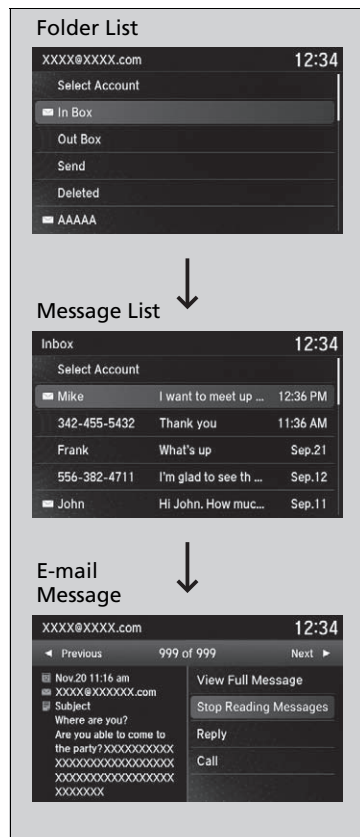 Folder List
XXXX@XXXX.com 12:34
Select Account
In Box
Out Box
Send
Deleted
AAAAA
Message List
Inbox 12:34
Select Account
Mike I want to meet up ... 12:36 PM
342-455-5432 Thank you 11:36 AM
Frank What's up Sep.21
556-382-4711 I'm glad to see th ... Sep.12
John Hi John. How muc... Sep.11
E-mail
Message
XXXX@XXXX.com 12:34
◄ Previous 999 of 999 Next ►
Nov.20 11:16 am
XXXX@XXXXXX.com
Subject
Where are you?
Are you able to come to
the party?XXXXXXXXXX
XXXXXXXXXXXXXXXXX
XXXXXXXXXXXXXXXXX
XXXXXXX
View Full Message
Stop Reading Messages
Reply
Call